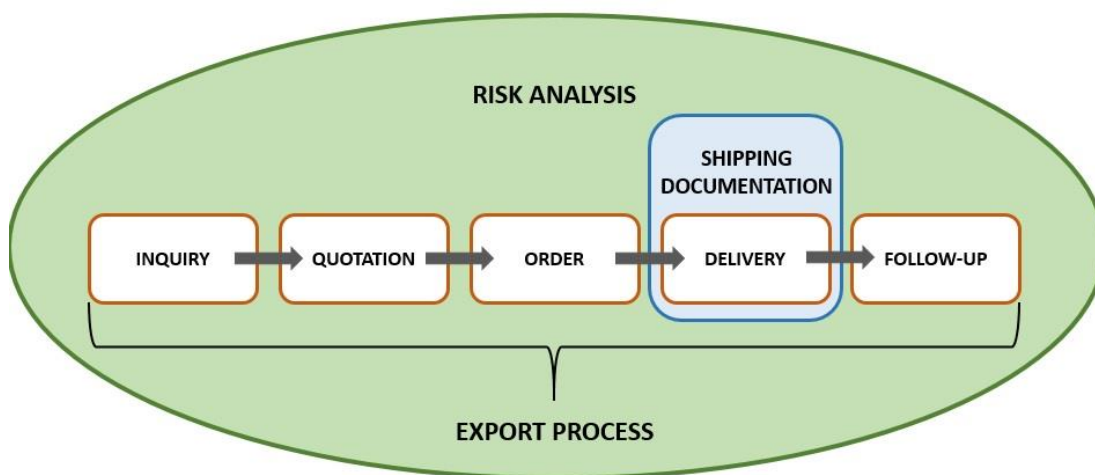 RISK ANALYSIS
SHIPPING
DOCUMENTATION
INQUIRY
QUOTATION
ORDER
DELIVERY
FOLLOW-UP
EXPORT PROCESS